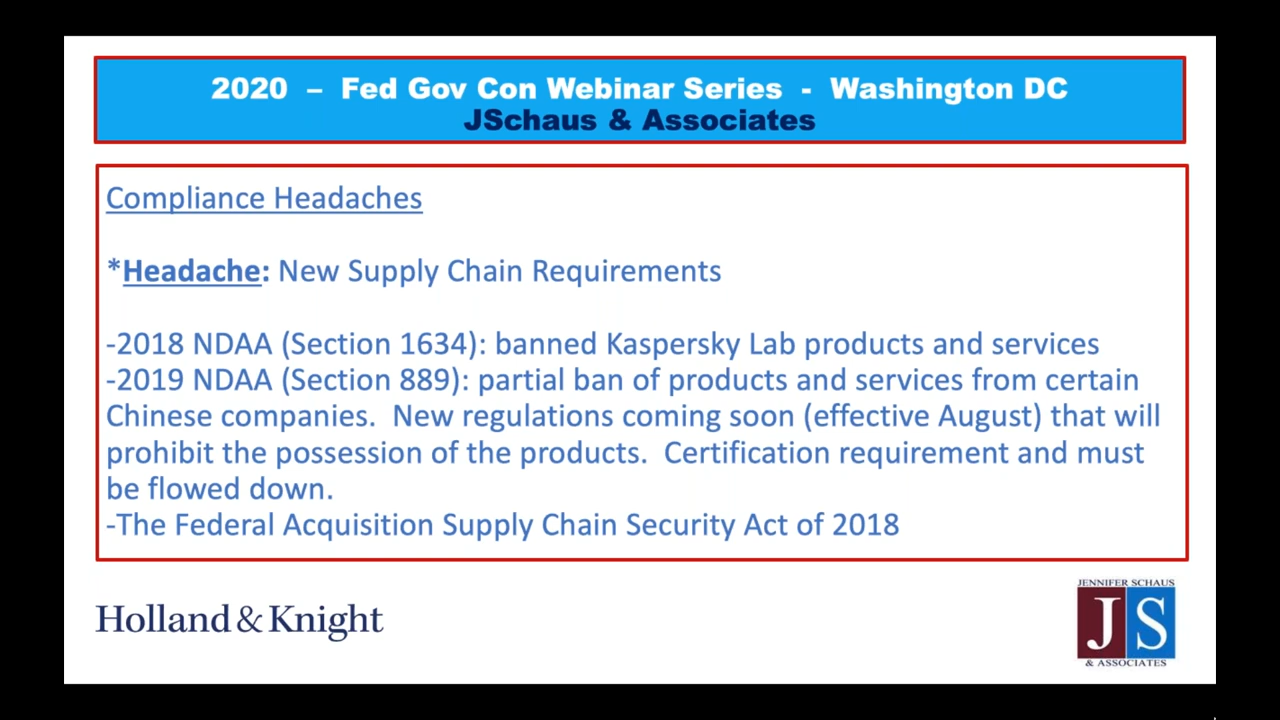 2020 – Fed Gov Con Webinar Series - Washington DC
JSchaus & Associates
Compliance Headaches
*Headache: New Supply Chain Requirements
-2018 NDAA (Section 1634): banned Kaspersky Lab products and services
-2019 NDAA (Section 889): partial ban of products and services from certain
Chinese companies.  New regulations coming soon (effective August) that will
prohibit the possession of the products.  Certification requirement and must
be flowed down.
-The Federal Acquisition Supply Chain Security Act of 2018
Holland & Knight
JENNIFER SCHAUS
JS
& ASSOCIATES